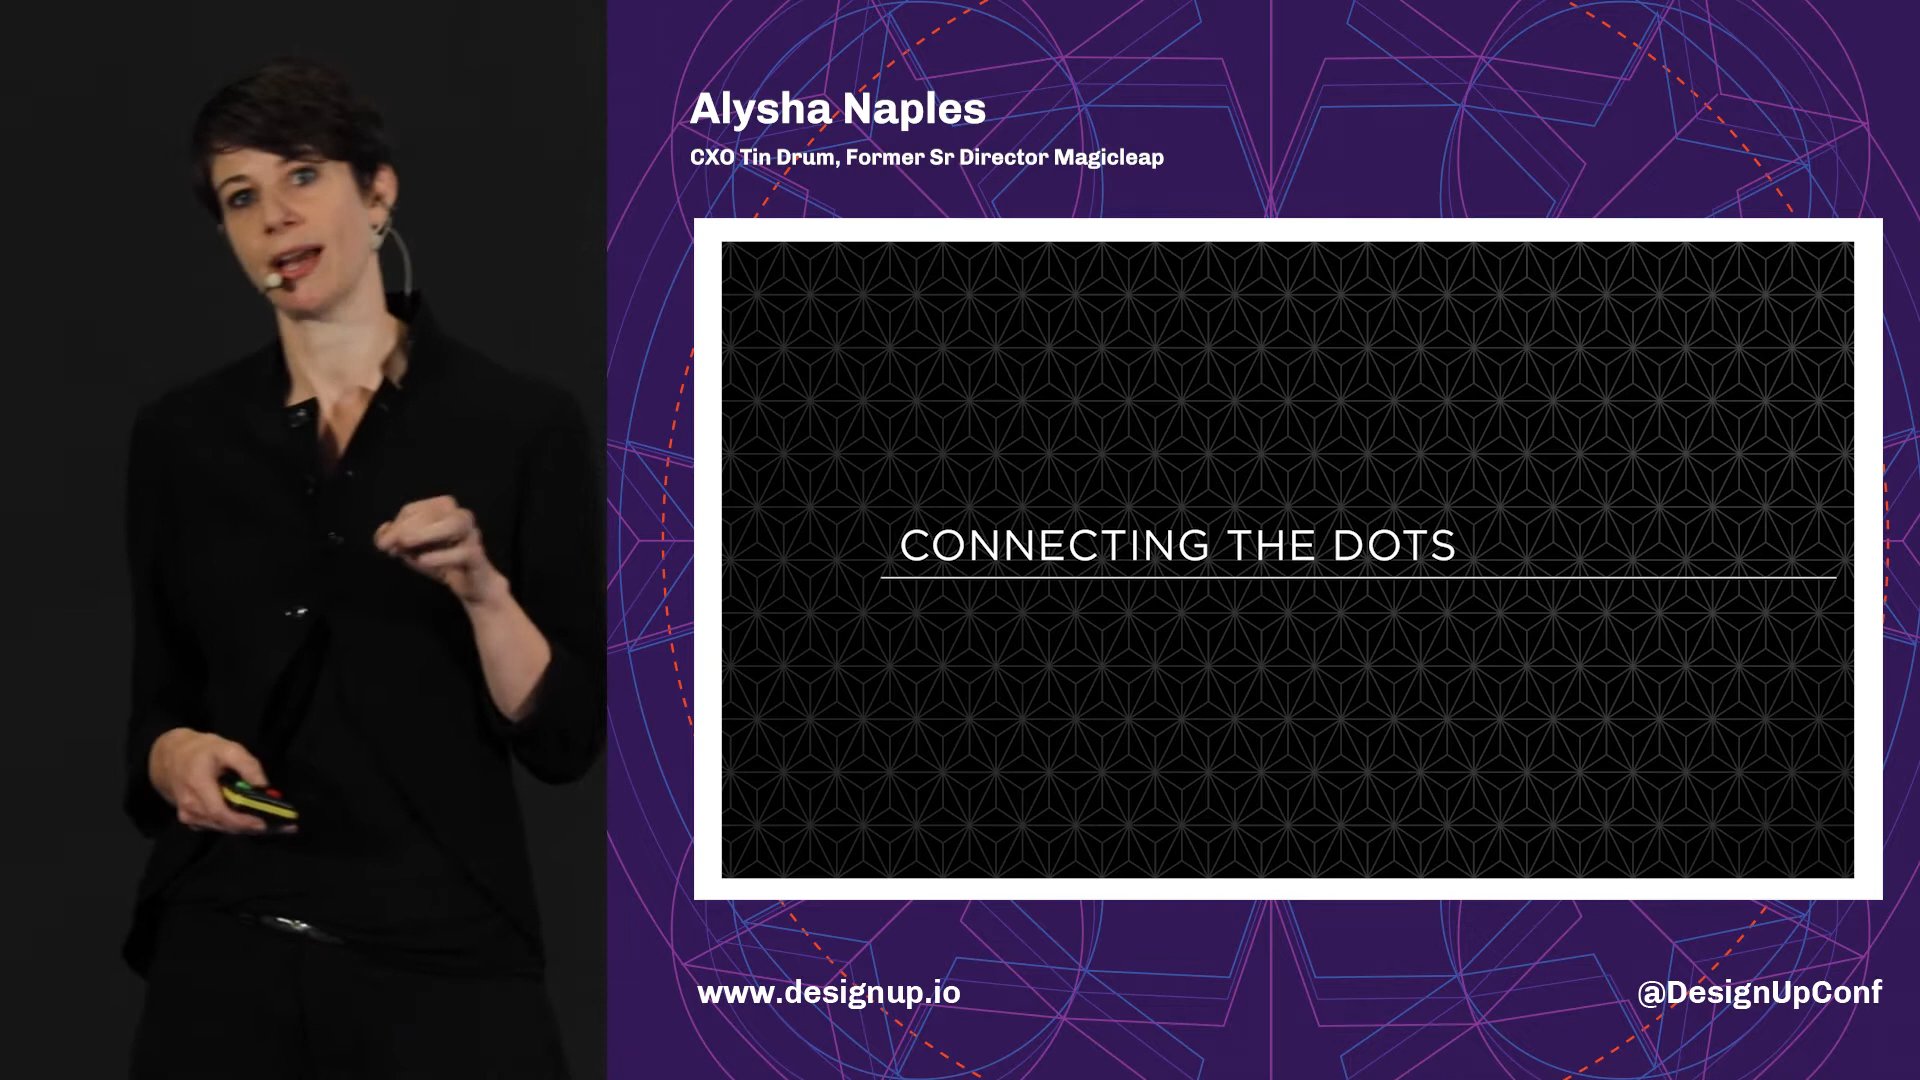 Alysha Naples
CXO Tin Drum, Former Sr Director Magicleap
CONNECTING THE DOTS
www.designup.io
@DesignUpConf